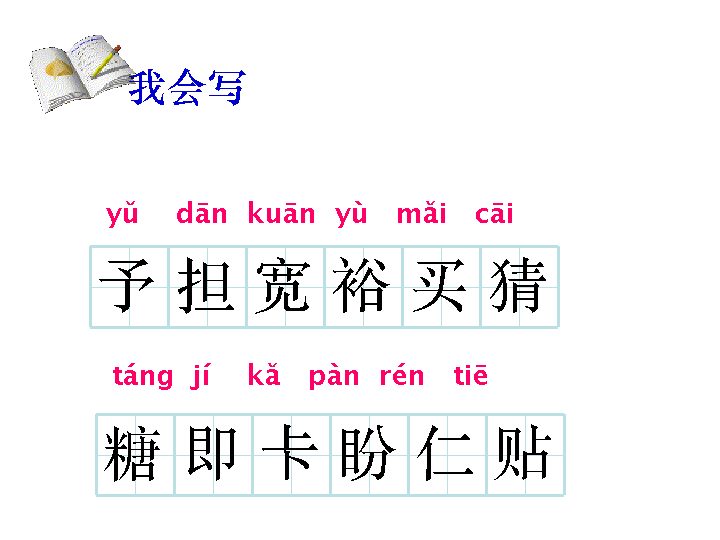 我会写
yǔ dān kuān yù mǎi cāi
予担宽裕买猜
táng jí kǎ pàn rén tiē
糖即卡盼仁贴